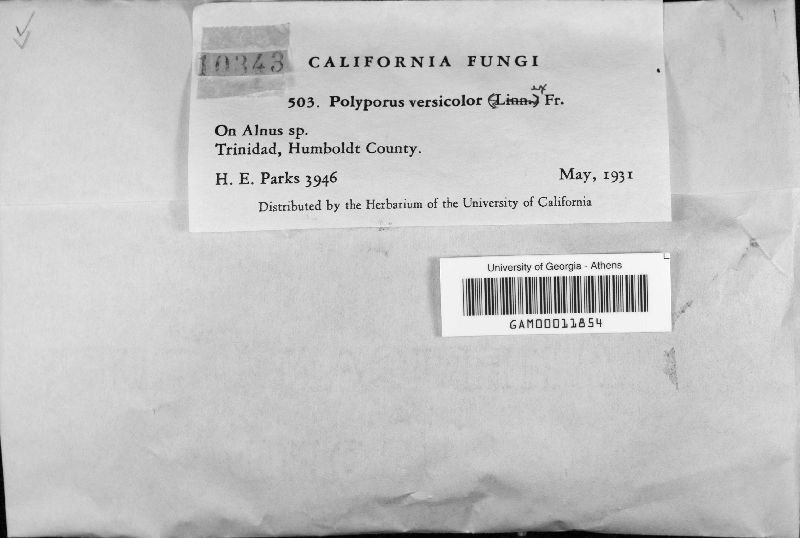 10343
CALIFORNIA FUNGI
ex
503. Polyporus versicolor (Linn.) Fr.
On Alnus sp.
Trinidad, Humboldt County.
H. E. Parks 3946 May, 1931
Distributed by the Herbarium of the University of California
University of Georgia - Athens
GAM00011854